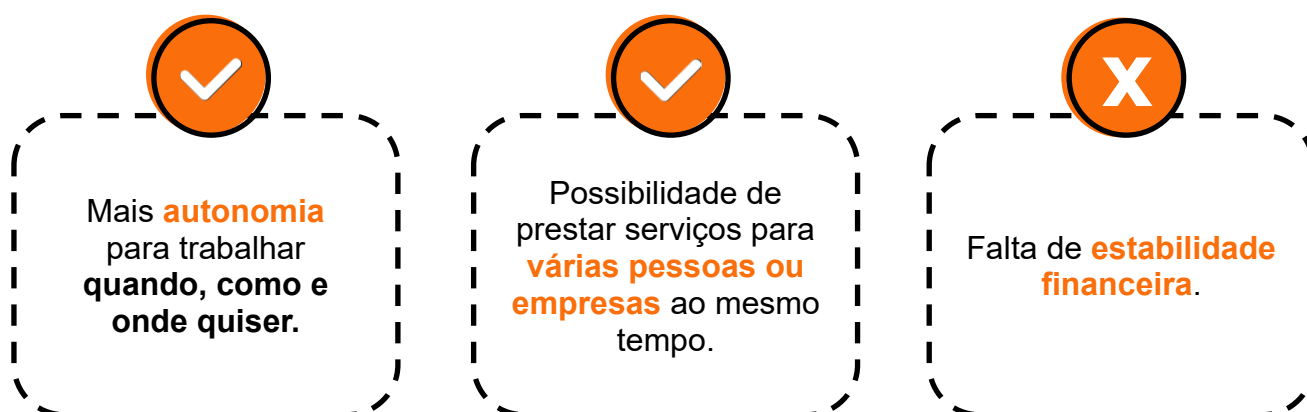 Mais autonomia
para trabalhar
quando, como e
onde quiser.
Possibilidade de
prestar serviços para
várias pessoas ou
empresas ao mesmo
tempo.
X
Falta de estabilidade
financeira.